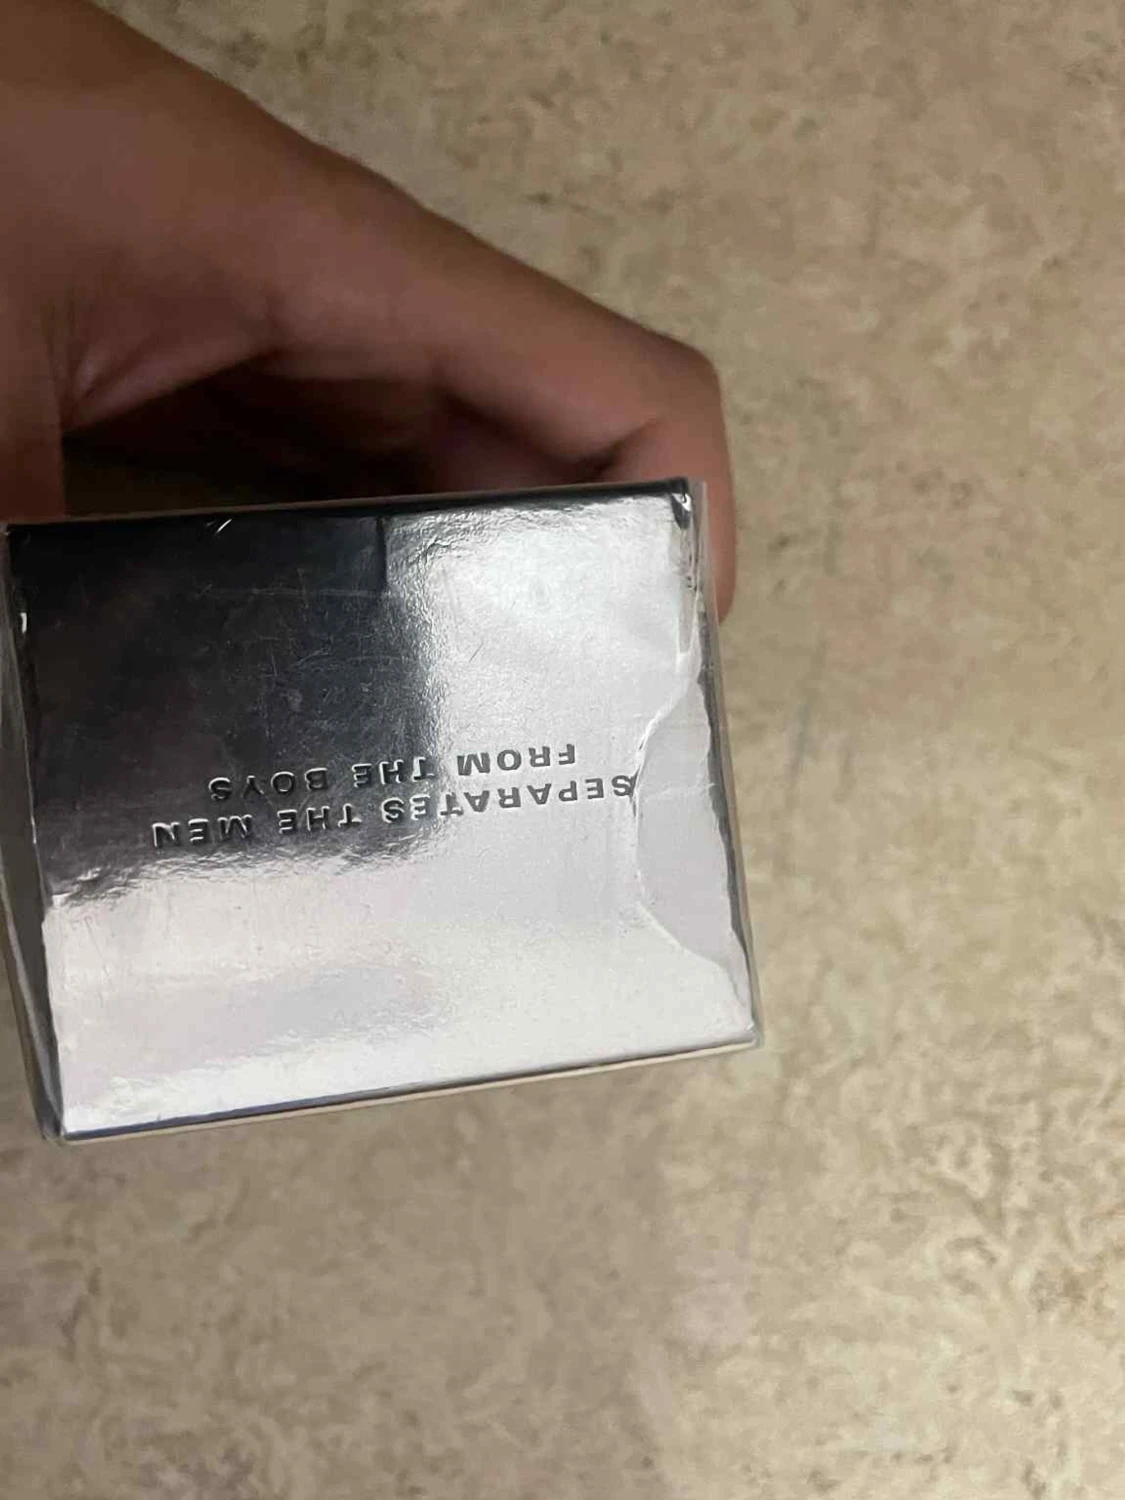 SEPARATES THE MEN
FROM THE BOYS